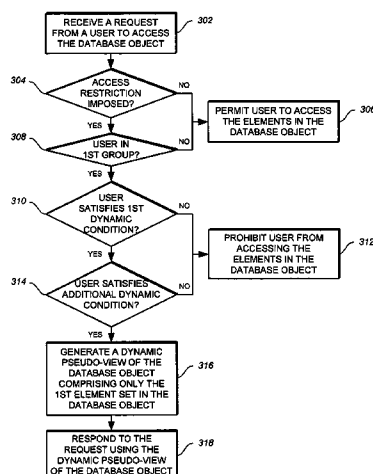 RECEIVE A REQUEST
FROM A USER TO ACCESS
THE DATABASE OBJECT
302
304
ACCESS
RESTRICTION
IMPOSED?
NO
YES
PERMIT USER TO ACCESS
THE ELEMENTS IN THE
DATABASE OBJECT
306
308
USER IN
1ST GROUP?
NO
YES
310
USER
SATISFIES 1ST
DYNAMIC
CONDITION?
NO
YES
PROHIBIT USER FROM
ACCESSING THE
ELEMENTS IN THE
DATABASE OBJECT
312
314
USER SATISFIES
ADDITIONAL DYNAMIC
CONDITION?
NO
YES
GENERATE A DYNAMIC
PSEUDO-VIEW OF THE
DATABASE OBJECT
COMPRISING ONLY THE
1ST ELEMENT SET IN THE
DATABASE OBJECT
316
RESPOND TO THE
REQUEST USING THE
DYNAMIC PSEUDO-VIEW
OF THE DATABASE OBJECT
318